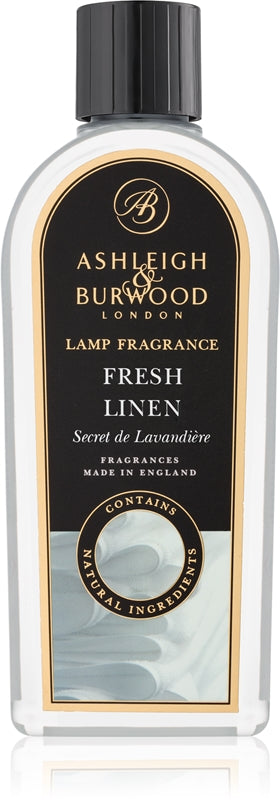 AB
ASHLEIGH
&
BURWOOD
LONDON
LAMP FRAGRANCE
FRESH
LINEN
Secret de Lavandière
FRAGRANCES
MADE IN ENGLAND
CONTAINS
NATURAL INGREDIENTS